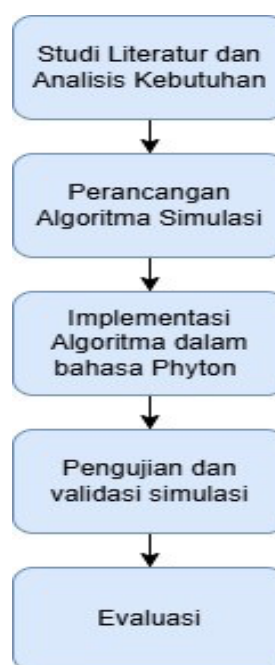 Studi Literatur dan
Analisis Kebutuhan
Perancangan
Algoritma Simulasi
Implementasi
Algoritma dalam
bahasa Phyton
Pengujian dan
validasi simulasi
Evaluasi